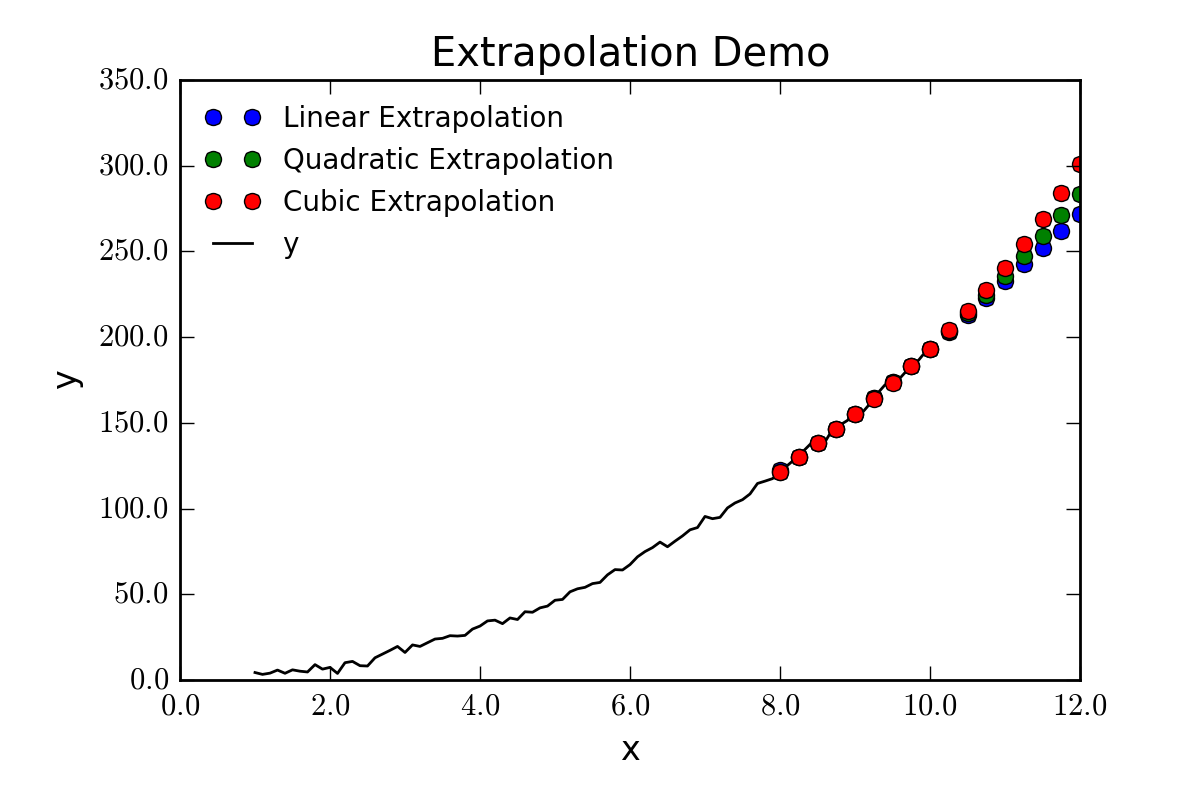 Extrapolation Demo
350.0
300.0
250.0
200.0
150.0
100.0
50.0
0.0
y
Linear Extrapolation
Quadratic Extrapolation
Cubic Extrapolation
y
0.0 2.0 4.0 6.0 8.0 10.0 12.0
x